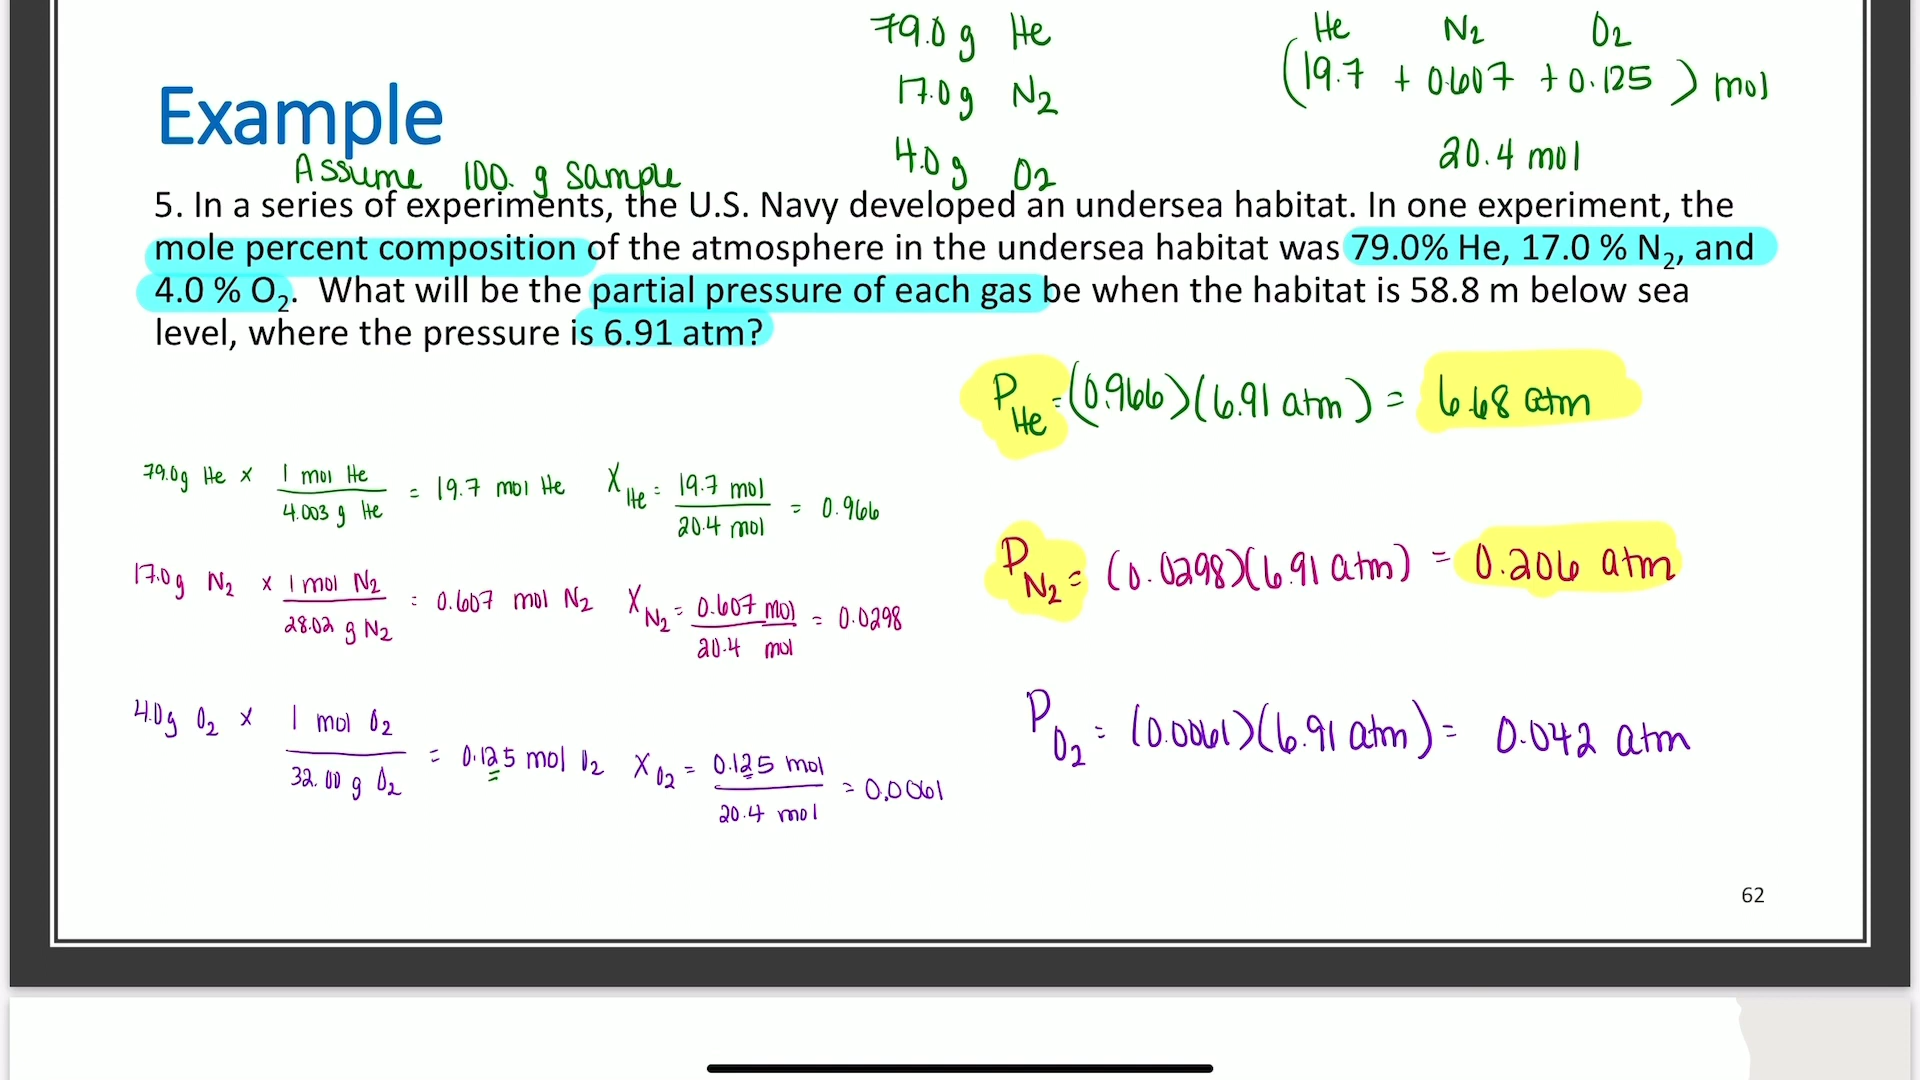 79.0 g He
17.0 g N2
4.0 g O2
He N2 O2
(19.7 + 0.607 + 0.125) mol
20.4 mol
Example
Assume 100. g sample
5. In a series of experiments, the U.S. Navy developed an undersea habitat. In one experiment, the
mole percent composition of the atmosphere in the undersea habitat was 79.0% He, 17.0 % N2, and
4.0 % O2. What will be the partial pressure of each gas be when the habitat is 58.8 m below sea
level, where the pressure is 6.91 atm?
P He = (0.966)(6.91 atm) = 6.68 atm
79.0g He x 1 mol He / 4.003 g He = 19.7 mol He X He = 19.7 mol / 20.4 mol = 0.966
P N2 = (0.0298)(6.91 atm) = 0.206 atm
17.0g N2 x 1 mol N2 / 28.02 g N2 = 0.607 mol N2 X N2 = 0.607 mol / 20.4 mol = 0.0298
P O2 = (0.0061)(6.91 atm) = 0.042 atm
4.0g O2 x 1 mol O2 / 32.00 g O2 = 0.125 mol O2 X O2 = 0.125 mol / 20.4 mol = 0.0061
62